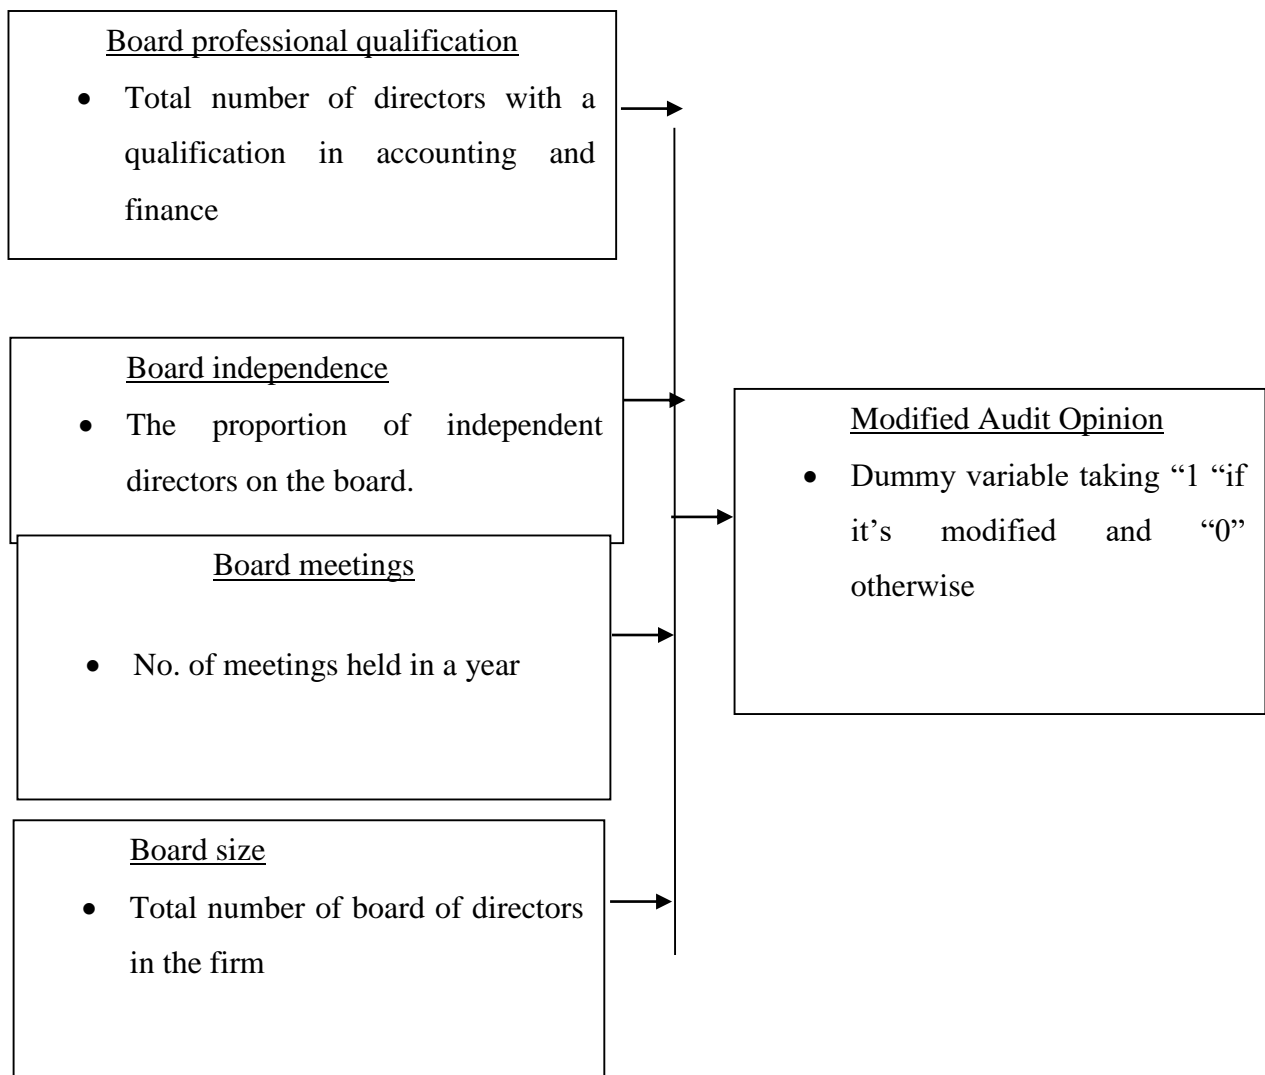 Board professional qualification
• Total number of directors with a
qualification in accounting and
finance
Board independence
• The proportion of independent
directors on the board.
Board meetings
• No. of meetings held in a year
Board size
• Total number of board of directors
in the firm
Modified Audit Opinion
• Dummy variable taking “1 “if
it’s modified and “0”
otherwise